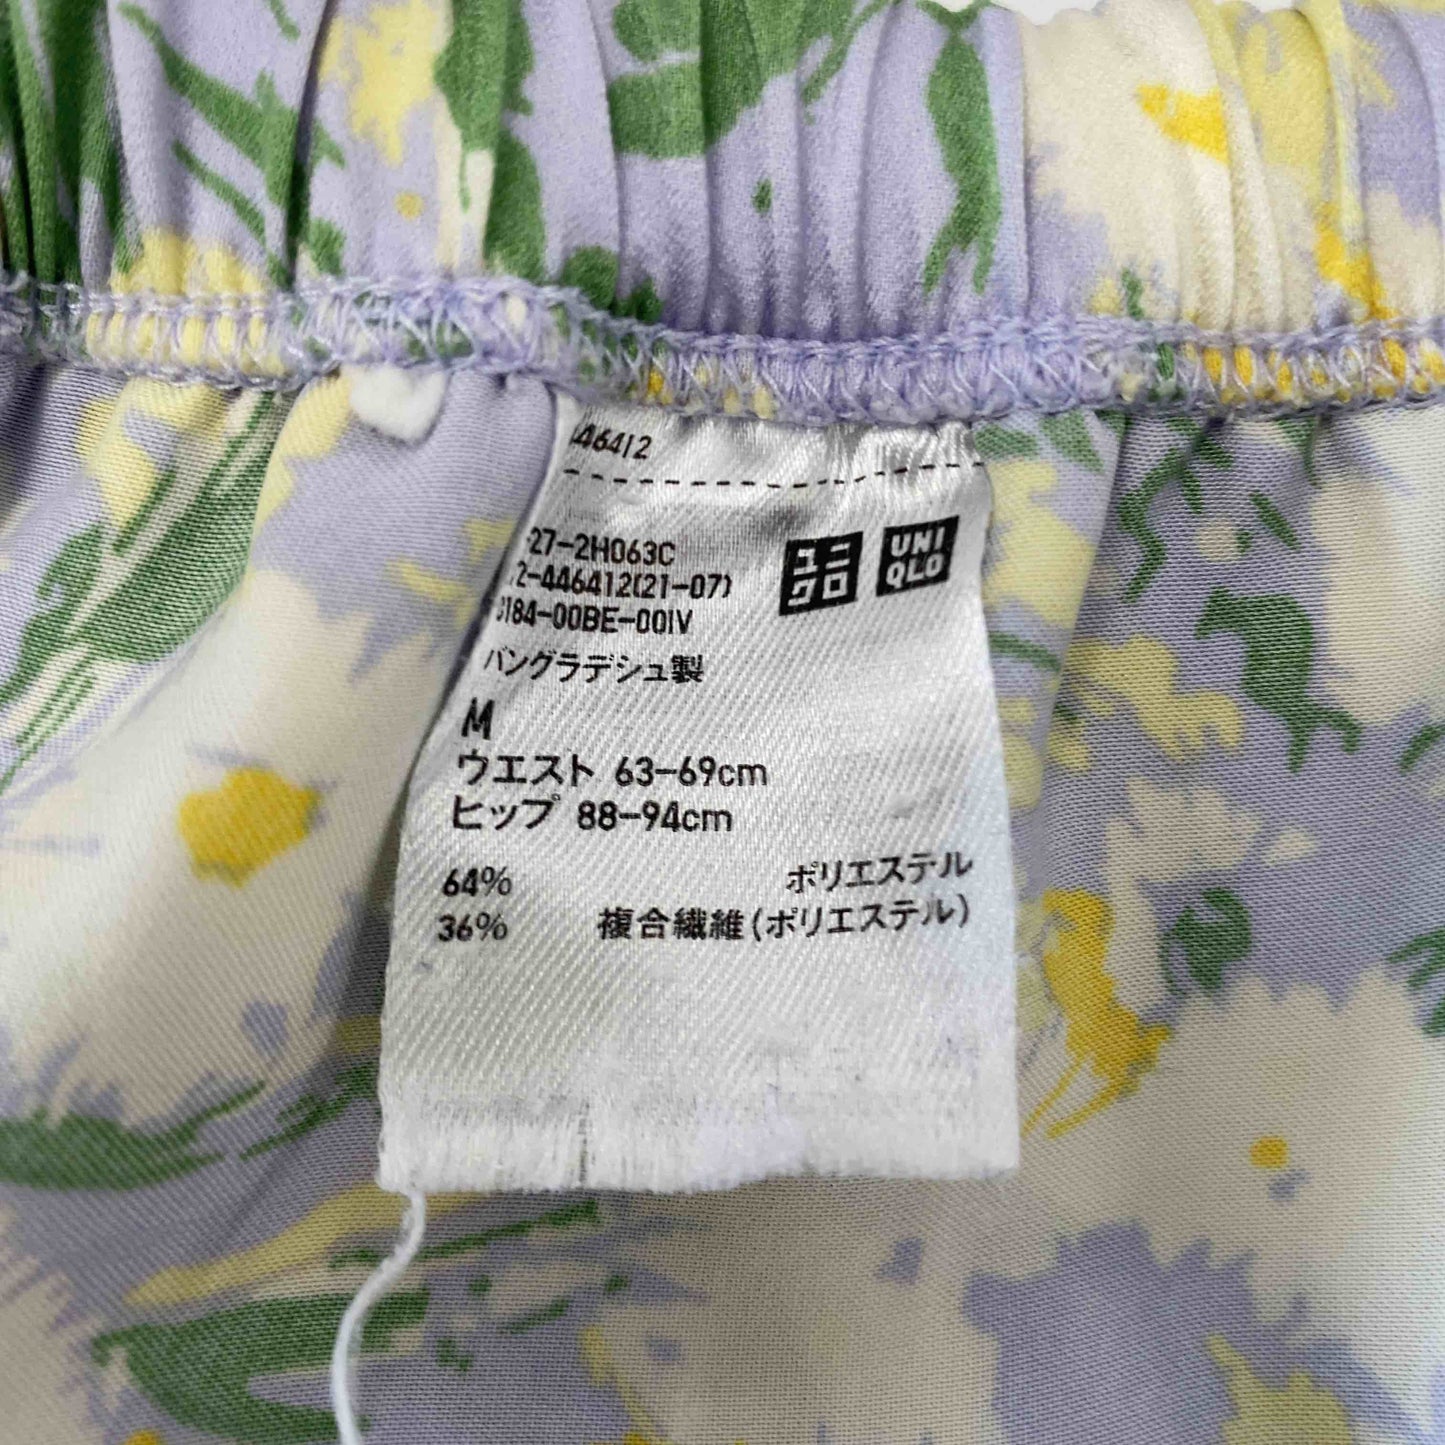 446412
27-2H063C
2-446412(21-07)
184-00BE-00IV
ユニ
クロ
UNI
QLO
バングラデシュ製
M
ウエスト 63-69cm
ヒップ 88-94cm
64% ポリエステル
36% 複合繊維(ポリエステル)